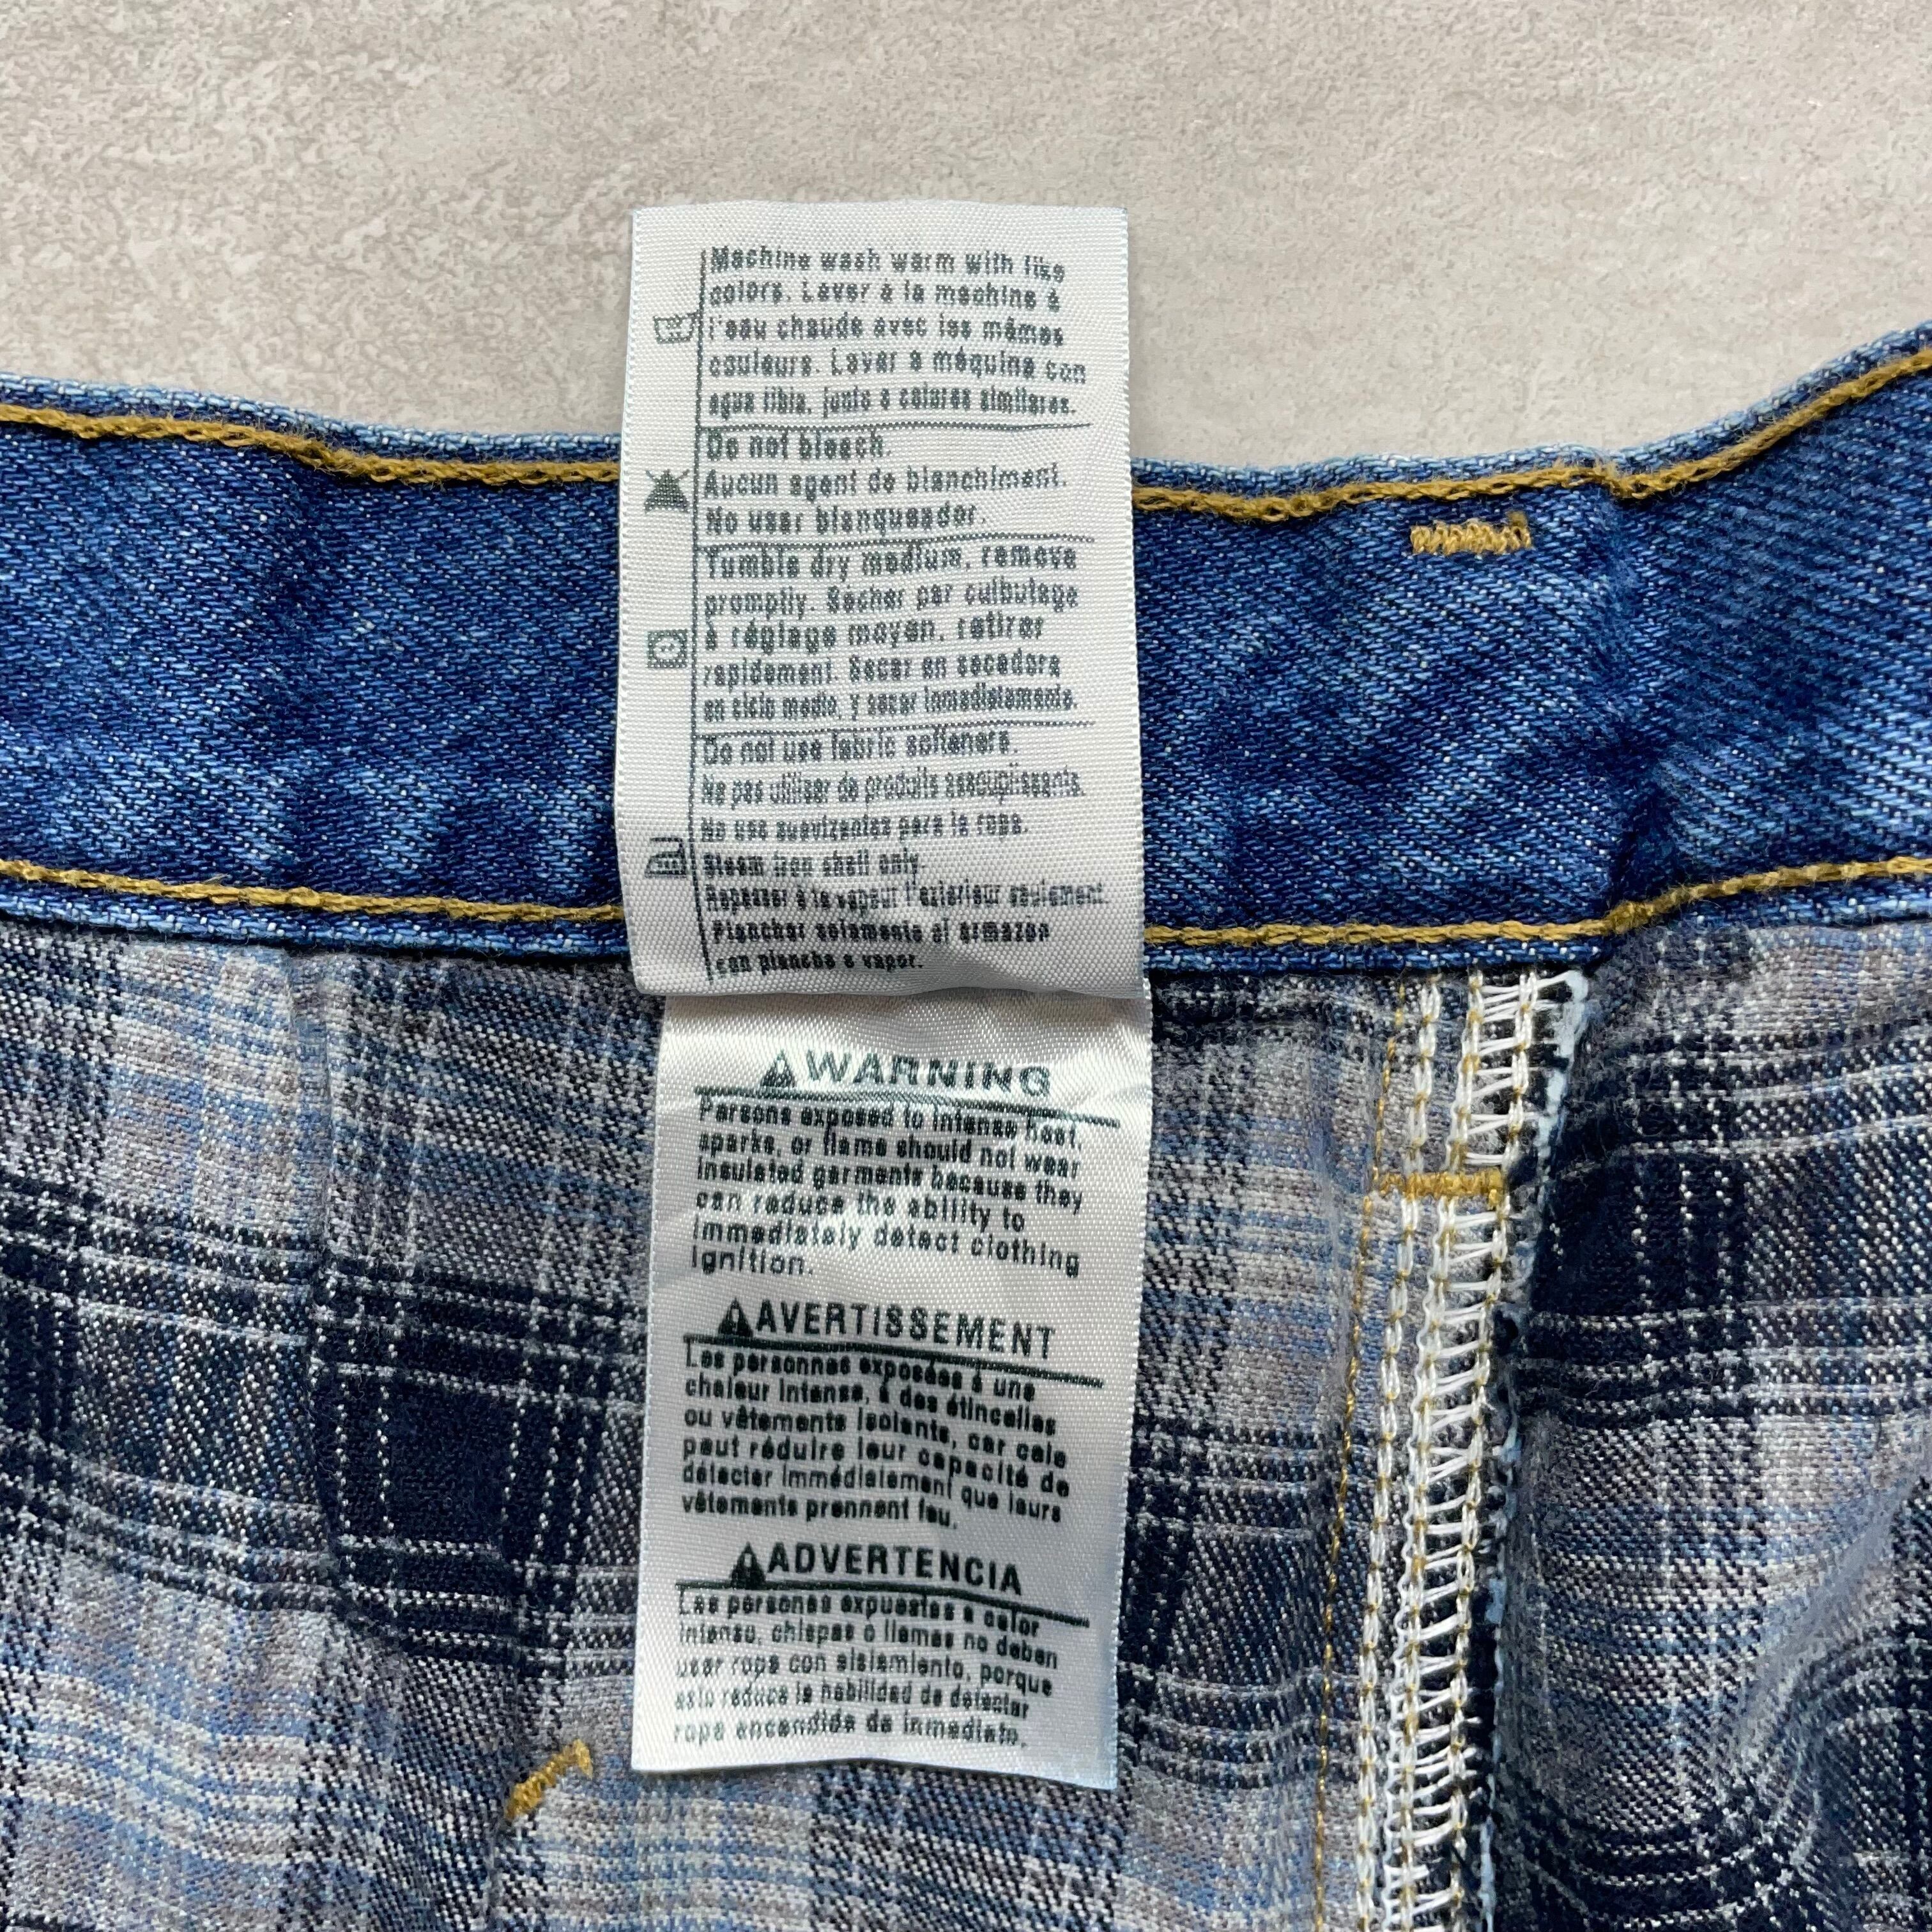 Machine wash warm with like
colors. Laver à la machine à
l'eau chaude avec les mêmes
couleurs. Lavar a máquina con
agua tibia, junto a colores similares.
Do not bleach.
Aucun agent de blanchiment.
No usar blanqueador.
Tumble dry medium, remove
promptly. Sécher par culbutage
à réglage moyen, retirer
rapidement. Secar en secadora
en ciclo medio, y sacar inmediatamente.
Do not use fabric softeners.
Ne pas utiliser de produits assouplissants.
No use suavizantes para la ropa.
Steam iron shell only.
Repasser à la vapeur l'extérieur seulement.
Planchar solamente el armazon
con plancha a vapor.
WARNING
Persons exposed to intense heat,
sparks, or flame should not wear
insulated garments because they
can reduce the ability to
immediately detect clothing
ignition.
AVERTISSEMENT
Les personnes exposées à une
chaleur intense, à des étincelles
ou vêtements isolants, car cela
peut réduire leur capacité de
détecter immédiatement que leurs
vêtements prennent feu.
ADVERTENCIA
Las personas expuestas a calor
intenso, chispas o llamas no deben
usar ropa con aislamiento, porque
esto reduce la habilidad de detectar
ropa encendida de inmediato.